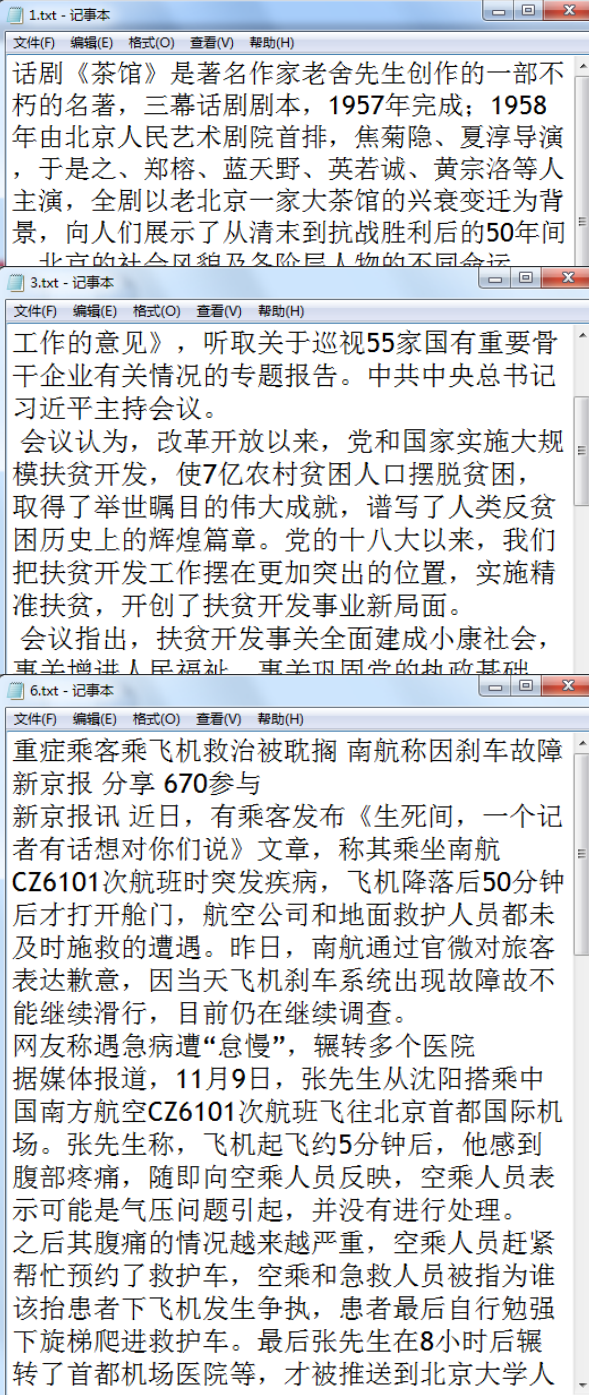 1.txt - 记事本
文件(F) 编辑(E) 格式(O) 查看(V) 帮助(H)
话剧《茶馆》是著名作家老舍先生创作的一部不
朽的名著，三幕话剧剧本，1957年完成；1958
年由北京人民艺术剧院首排，焦菊隐、夏淳导演
，于是之、郑榕、蓝天野、英若诚、黄宗洛等人
主演，全剧以老北京一家大茶馆的兴衰变迁为背
景，向人们展示了从清末到抗战胜利后的50年间
，北京的社会风貌及各阶层人物的不同命运
3.txt - 记事本
文件(F) 编辑(E) 格式(O) 查看(V) 帮助(H)
工作的意见》，听取关于巡视55家国有重要骨
干企业有关情况的专题报告。中共中央总书记
习近平主持会议。
会议认为，改革开放以来，党和国家实施大规
模扶贫开发，使7亿农村贫困人口摆脱贫困，
取得了举世瞩目的伟大成就，谱写了人类反贫
困历史上的辉煌篇章。党的十八大以来，我们
把扶贫开发工作摆在更加突出的位置，实施精
准扶贫，开创了扶贫开发事业新局面。
会议指出，扶贫开发事关全面建成小康社会，
事关增进人民福祉，事关巩固党的执政基础
6.txt - 记事本
文件(F) 编辑(E) 格式(O) 查看(V) 帮助(H)
重症乘客乘飞机救治被耽搁 南航称因刹车故障
新京报 分享 670参与
新京报讯 近日，有乘客发布《生死间，一个记
者有话想对你们说》文章，称其乘坐南航
CZ6101次航班时突发疾病，飞机降落后50分钟
后才打开舱门，航空公司和地面救护人员都未
及时施救的遭遇。昨日，南航通过官微对旅客
表达歉意，因当天飞机刹车系统出现故障故不
能继续滑行，目前仍在继续调查。
网友称遇急病遭“怠慢”，辗转多个医院
据媒体报道，11月9日，张先生从沈阳搭乘中
国南方航空CZ6101次航班飞往北京首都国际机
场。张先生称，飞机起飞约5分钟后，他感到
腹部疼痛，随即向空乘人员反映，空乘人员表
示可能是气压问题引起，并没有进行处理。
之后其腹痛的情况越来越严重，空乘人员赶紧
帮忙预约了救护车，空乘和急救人员被指为谁
该抬患者下飞机发生争执，患者最后自行勉强
下旋梯爬进救护车。最后张先生在8小时后辗
转了首都机场医院等，才被推送到北京大学人